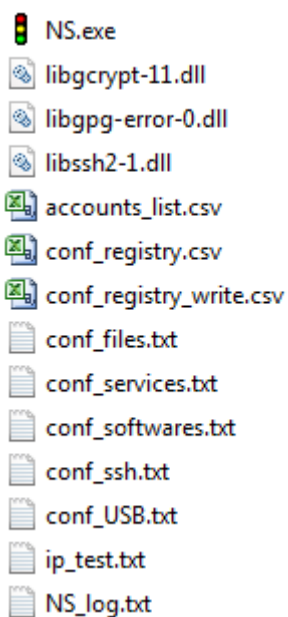 NS.exe
libgcrypt-11.dll
libgpg-error-0.dll
libssh2-1.dll
accounts_list.csv
conf_registry.csv
conf_registry_write.csv
conf_files.txt
conf_services.txt
conf_softwares.txt
conf_ssh.txt
conf_USB.txt
ip_test.txt
NS_log.txt